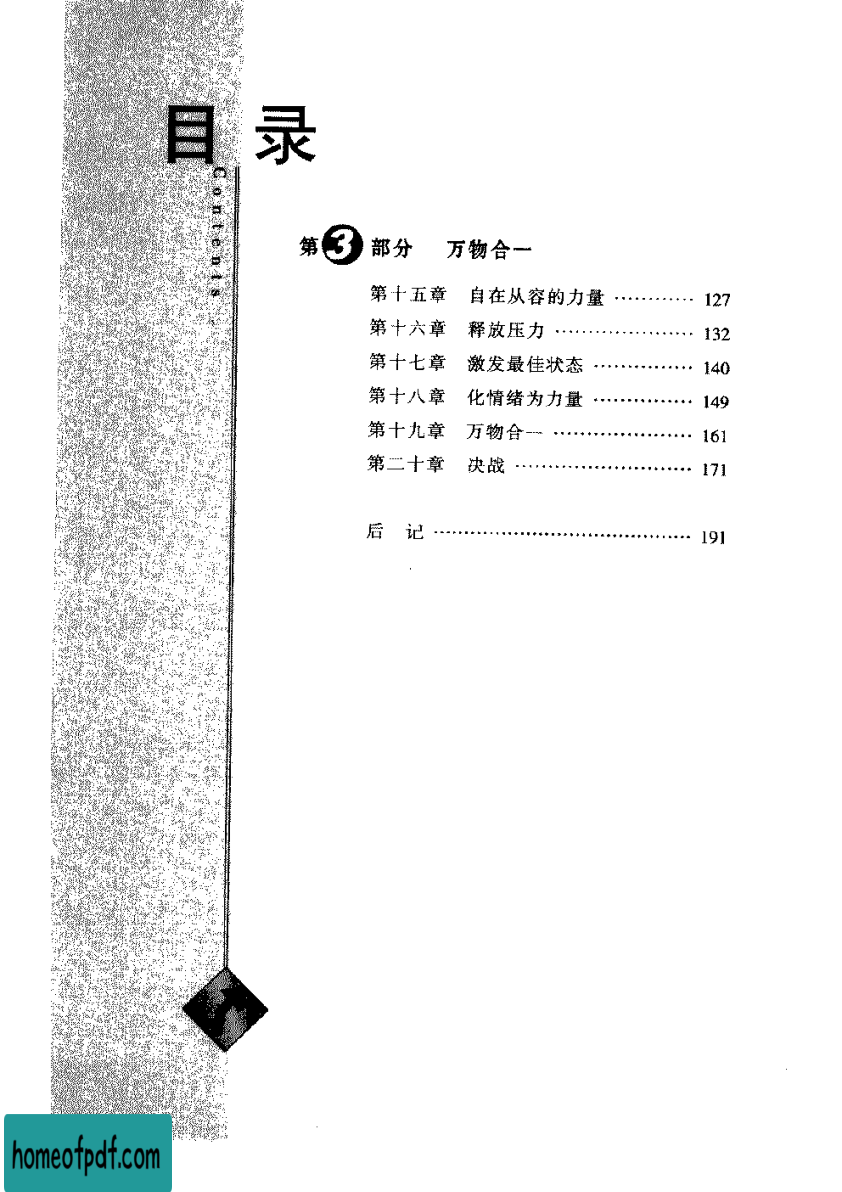 目录
Contents
第3部分 万物合一
第十五章 自在从容的力量 ………… 127
第十六章 释放压力 ………………… 132
第十七章 激发最佳状态 …………… 140
第十八章 化情绪为力量 …………… 149
第十九章 万物合一 ………………… 161
第二十章 决战 ……………………… 171
后 记 ………………………………… 191
homeofpdf.com